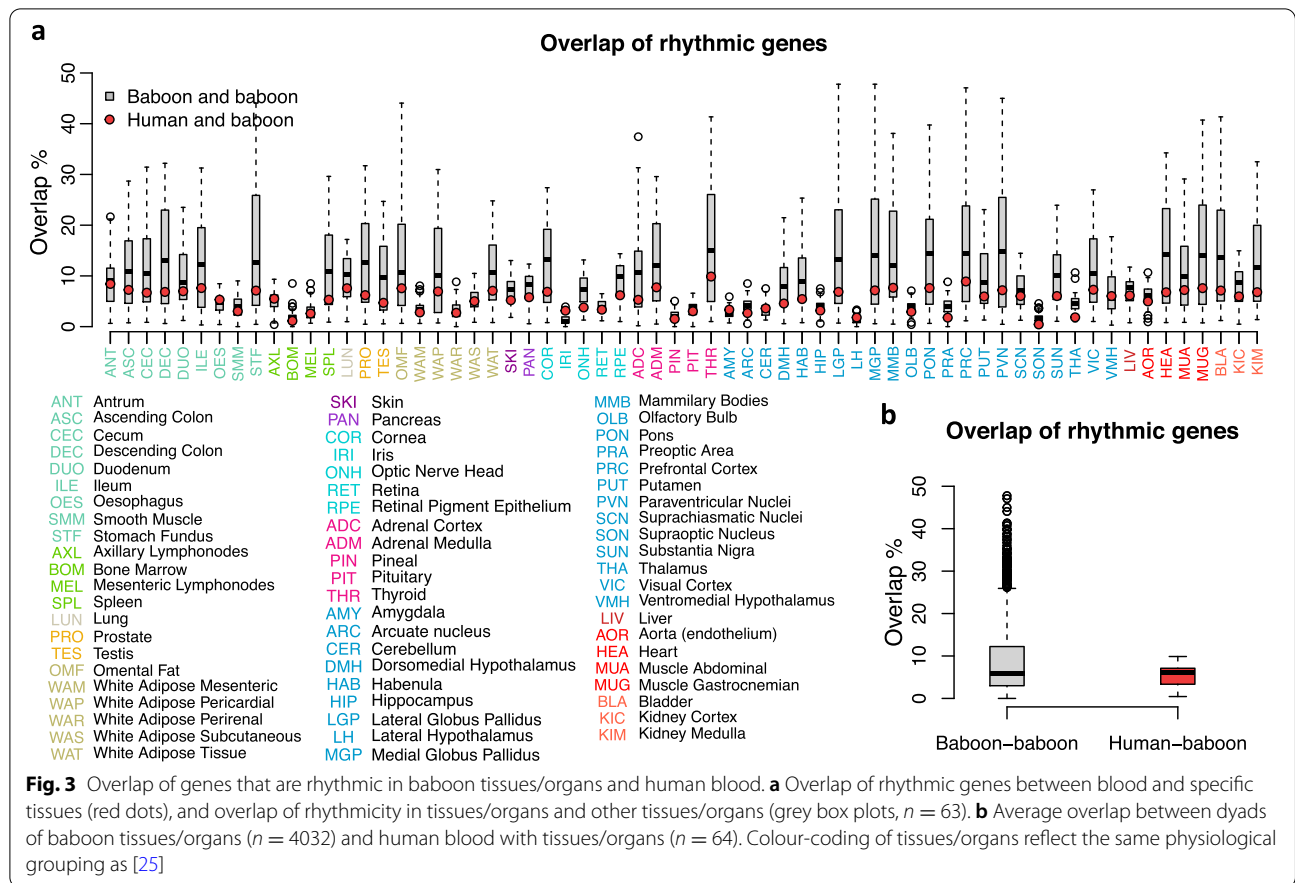 a
Overlap of rhythmic genes
Overlap %
50
40
30
20
10
0
Baboon and baboon
Human and baboon
ANT ASC CEC DEC DUO ILE OES SMM STF AXL BOM MEL SPL LUN PRO TES OMF WAM WAP WAR WAS WAT SKI PAN COR IRI ONH RET RPE ADC ADM PIN PIT THR AMY ARC CER DMH HAB HIP LGP LH MGP MMB OLB PON PRA PRC PUT PVN SCN SON SUN THA VIC VMH LIV AOR HEA MUA MUG BLA KIC KIM
ANT Antrum
ASC Ascending Colon
CEC Cecum
DEC Descending Colon
DUO Duodenum
ILE Ileum
OES Oesophagus
SMM Smooth Muscle
STF Stomach Fundus
AXL Axillary Lymphonodes
BOM Bone Marrow
MEL Mesenteric Lymphonodes
SPL Spleen
LUN Lung
PRO Prostate
TES Testis
OMF Omental Fat
WAM White Adipose Mesenteric
WAP White Adipose Pericardial
WAR White Adipose Perirenal
WAS White Adipose Subcutaneous
WAT White Adipose Tissue
SKI Skin
PAN Pancreas
COR Cornea
IRI Iris
ONH Optic Nerve Head
RET Retina
RPE Retinal Pigment Epithelium
ADC Adrenal Cortex
ADM Adrenal Medulla
PIN Pineal
PIT Pituitary
THR Thyroid
AMY Amygdala
ARC Arcuate nucleus
CER Cerebellum
DMH Dorsomedial Hypothalamus
HAB Habenula
HIP Hippocampus
LGP Lateral Globus Pallidus
LH Lateral Hypothalamus
MGP Medial Globus Pallidus
MMB Mammilary Bodies
OLB Olfactory Bulb
PON Pons
PRA Preoptic Area
PRC Prefrontal Cortex
PUT Putamen
PVN Paraventricular Nuclei
SCN Suprachiasmatic Nuclei
SON Supraoptic Nucleus
SUN Substantia Nigra
THA Thalamus
VIC Visual Cortex
VMH Ventromedial Hypothalamus
LIV Liver
AOR Aorta (endothelium)
HEA Heart
MUA Muscle Abdominal
MUG Muscle Gastrocnemian
BLA Bladder
KIC Kidney Cortex
KIM Kidney Medulla
b
Overlap of rhythmic genes
Overlap %
50
40
30
20
10
0
Baboon–baboon Human–baboon
Fig. 3 Overlap of genes that are rhythmic in baboon tissues/organs and human blood. a Overlap of rhythmic genes between blood and specific
tissues (red dots), and overlap of rhythmicity in tissues/organs and other tissues/organs (grey box plots, n = 63). b Average overlap between dyads
of baboon tissues/organs (n = 4032) and human blood with tissues/organs (n = 64). Colour-coding of tissues/organs reflect the same physiological
grouping as [25]